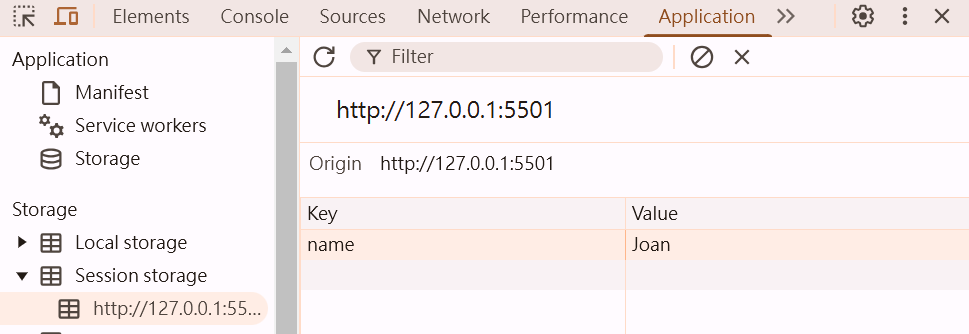 Elements Console Sources Network Performance Application
Application
Manifest
Service workers
Storage
Storage
Local storage
Session storage
http://127.0.0.1:55...
Filter
http://127.0.0.1:5501
Origin http://127.0.0.1:5501
Key Value
name Joan